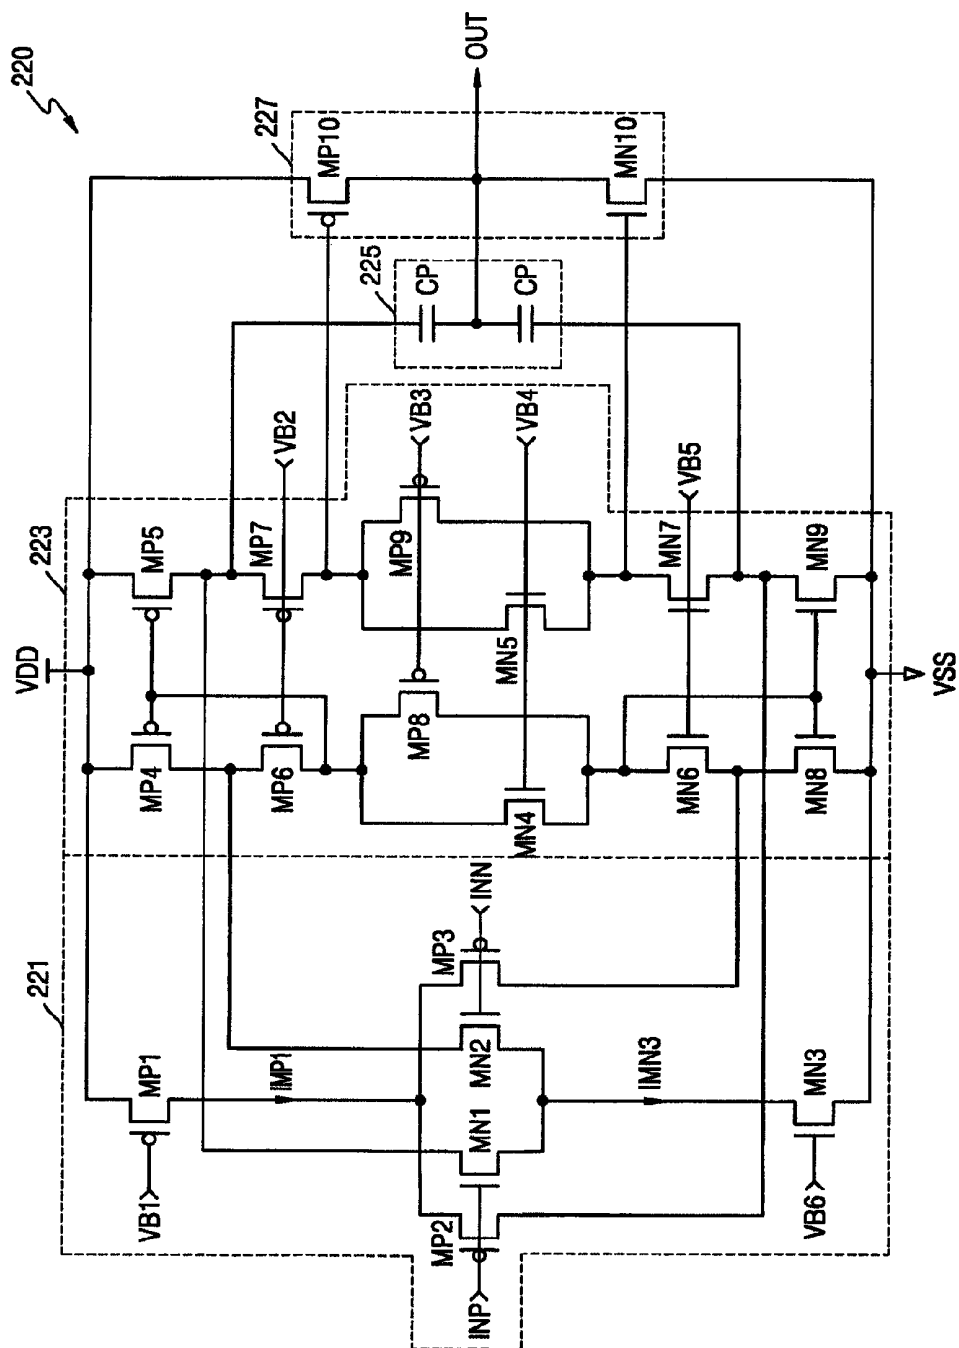 220
OUT
227
MP10
MN10
225
CP
CP
VB2
VB3
VB4
VB5
223
MP5
MP7
MP9
MN5
MN7
MN9
VDD
VSS
MP4
MP6
MP8
MN4
MN6
MN8
221
INN
MP3
MP1
IMP1
MN2
IMN3
MN3
MN1
VB1
MP2
VB6
INP